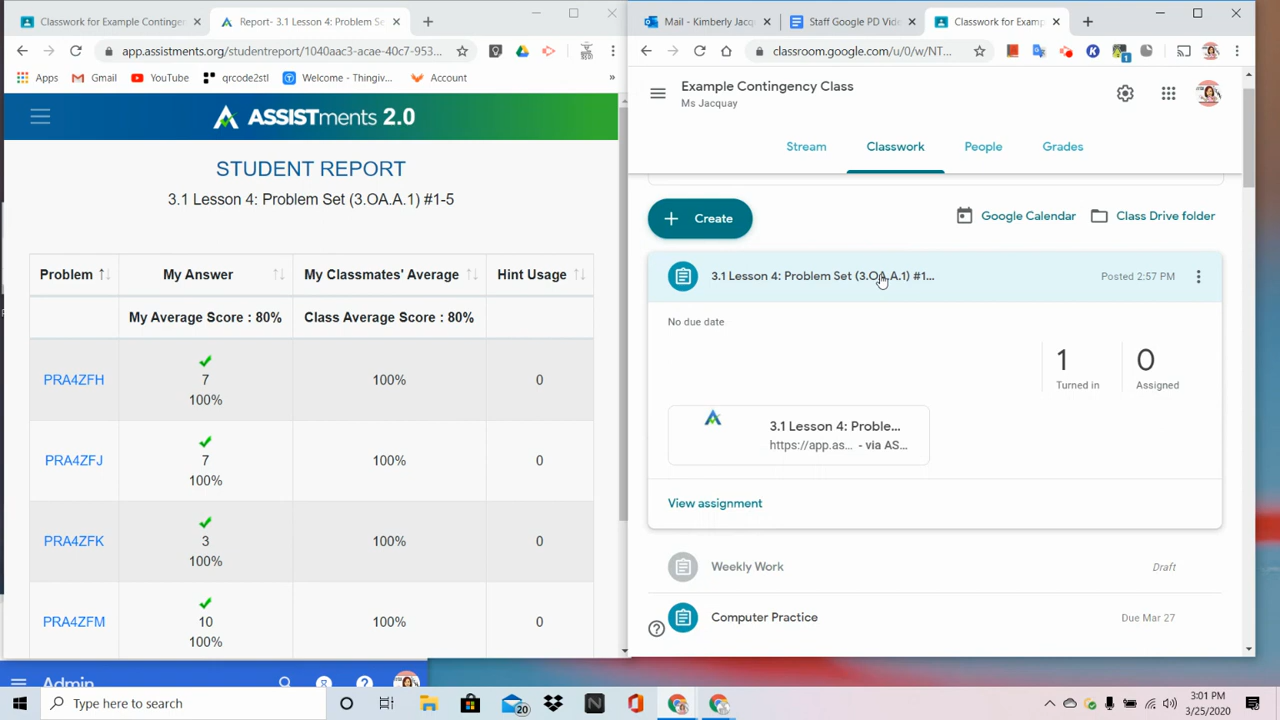 Classwork for Example Continger
Report- 3.1 Lesson 4: Problem Se
app.assistments.org/studentreport/1040aac3-acae-40c7-953...
Apps
Gmail
YouTube
qrcode2stl
Welcome - Thingiv...
Account
»
ASSISTments 2.0
STUDENT REPORT
3.1 Lesson 4: Problem Set (3.OA.A.1) #1-5
Problem
My Answer
My Classmates' Average
Hint Usage
My Average Score : 80%
Class Average Score : 80%
PRA4ZFH
7
100%
100%
0
PRA4ZFJ
7
100%
100%
0
PRA4ZFK
3
100%
100%
0
PRA4ZFM
10
100%
100%
0
Admin
Mail - Kimberly Jacq
Staff Google PD Vide
Classwork for Examp
classroom.google.com/u/0/w/NT...
K
1
Example Contingency Class
Ms Jacquay
Stream
Classwork
People
Grades
+ Create
Google Calendar
Class Drive folder
3.1 Lesson 4: Problem Set (3.OA.A.1) #1...
Posted 2:57 PM
No due date
1
Turned in
0
Assigned
3.1 Lesson 4: Proble...
https://app.as... - via AS...
View assignment
Weekly Work
Draft
Computer Practice
Due Mar 27
Type here to search
20
N
3:01 PM
3/25/2020